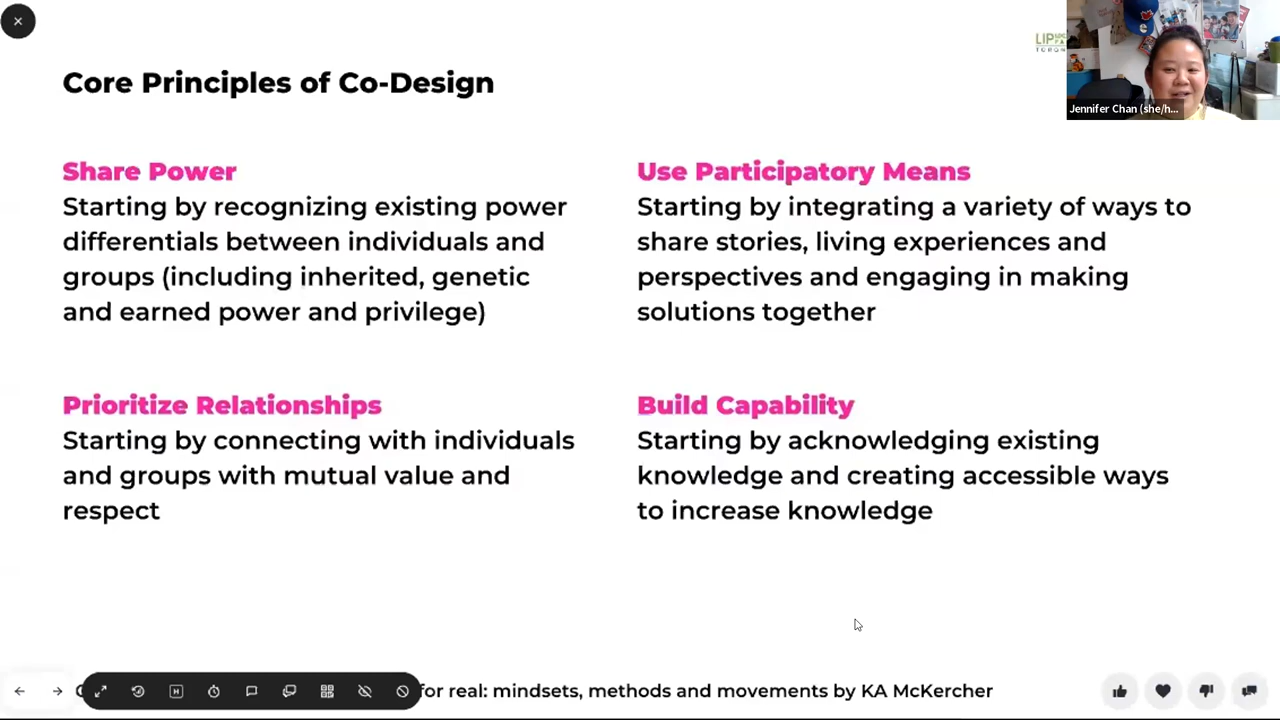 Core Principles of Co-Design
LIP
TORON
Jennifer Chan (she/h...
Share Power
Starting by recognizing existing power
differentials between individuals and
groups (including inherited, genetic
and earned power and privilege)
Use Participatory Means
Starting by integrating a variety of ways to
share stories, living experiences and
perspectives and engaging in making
solutions together
Prioritize Relationships
Starting by connecting with individuals
and groups with mutual value and
respect
Build Capability
Starting by acknowledging existing
knowledge and creating accessible ways
to increase knowledge
for real: mindsets, methods and movements by KA McKercher